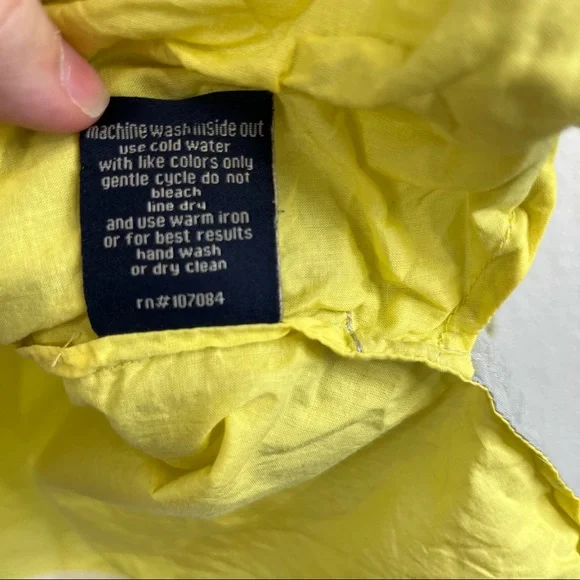 machine wash inside out
use cold water
with like colors only
gentle cycle do not
bleach
line dry
and use warm iron
or for best results
hand wash
or dry clean
rn#107084